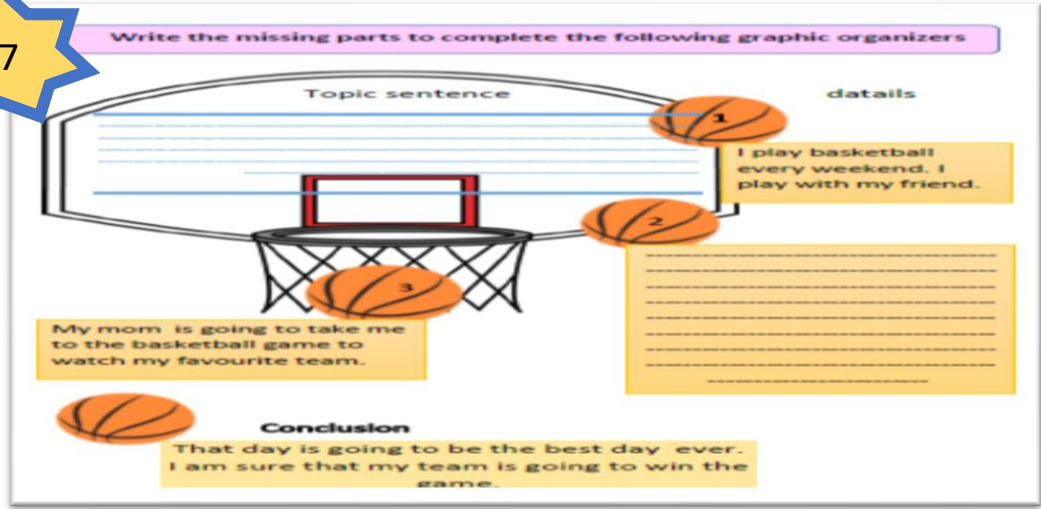 7
Write the missing parts to complete the following graphic organizers
Topic sentence
datails
1
I play basketball
every weekend. I
play with my friend.
2
3
My mom is going to take me
to the basketball game to
watch my favourite team.
Conclusion
That day is going to be the best day ever.
I am sure that my team is going to win the
game.